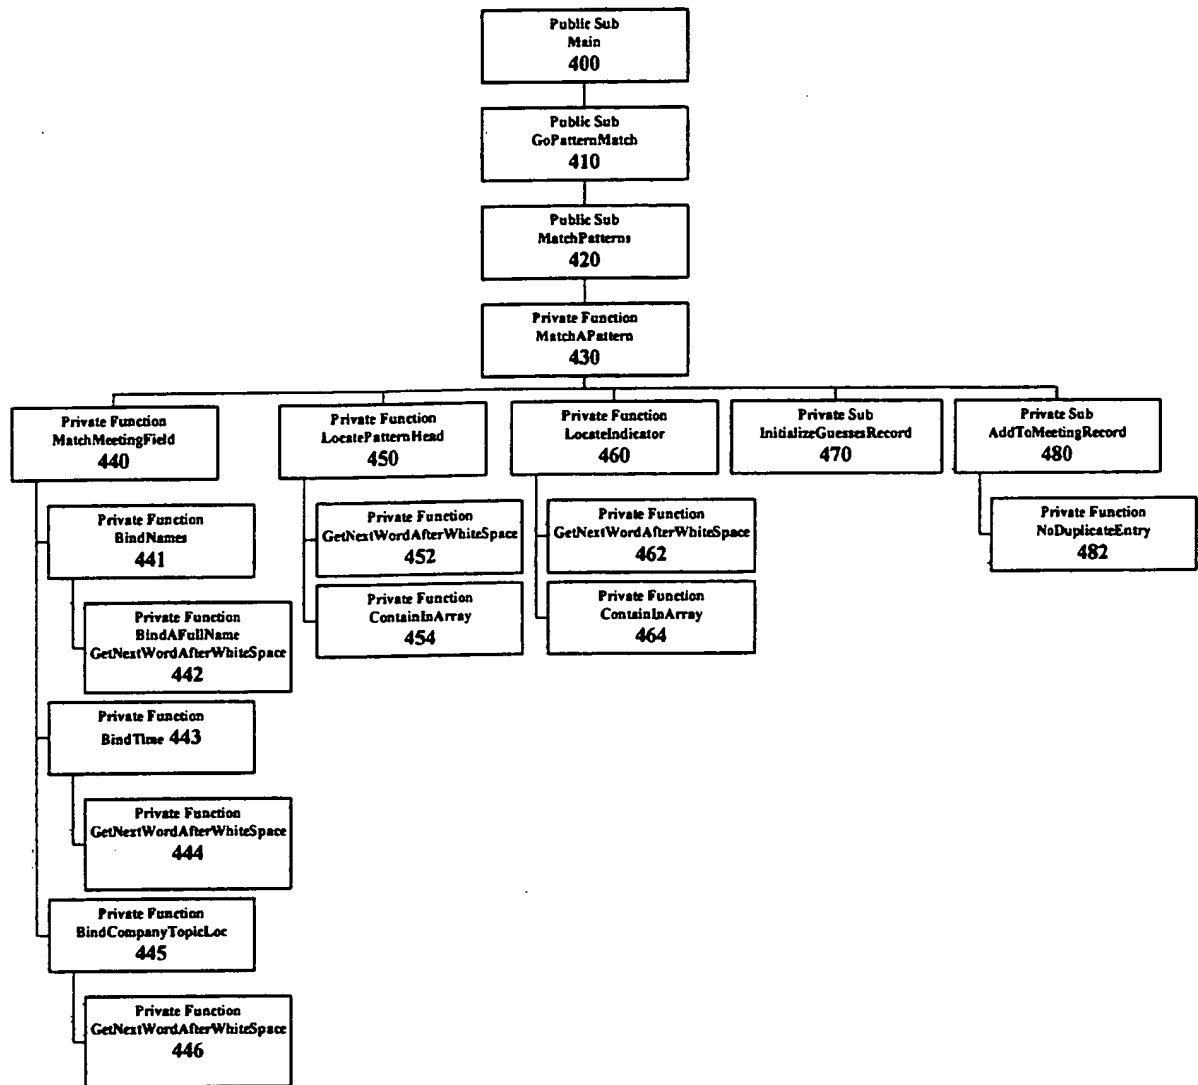 Public Sub
Main
400
Public Sub
GoPatternMatch
410
Public Sub
MatchPatterns
420
Private Function
MatchAPattern
430
Private Function
MatchMeetingField
440
Private Function
LocatePatternHead
450
Private Function
LocateIndicator
460
Private Sub
InitializeGuessesRecord
470
Private Sub
AddToMeetingRecord
480
Private Function
BindNames
441
Private Function
GetNextWordAfterWhiteSpace
452
Private Function
GetNextWordAfterWhiteSpace
462
Private Function
NoDuplicateEntry
482
Private Function
ContainInArray
454
Private Function
ContainInArray
464
Private Function
BindAFullName
GetNextWordAfterWhiteSpace
442
Private Function
BindTime 443
Private Function
GetNextWordAfterWhiteSpace
444
Private Function
BindCompanyTopicLoc
445
Private Function
GetNextWordAfterWhiteSpace
446